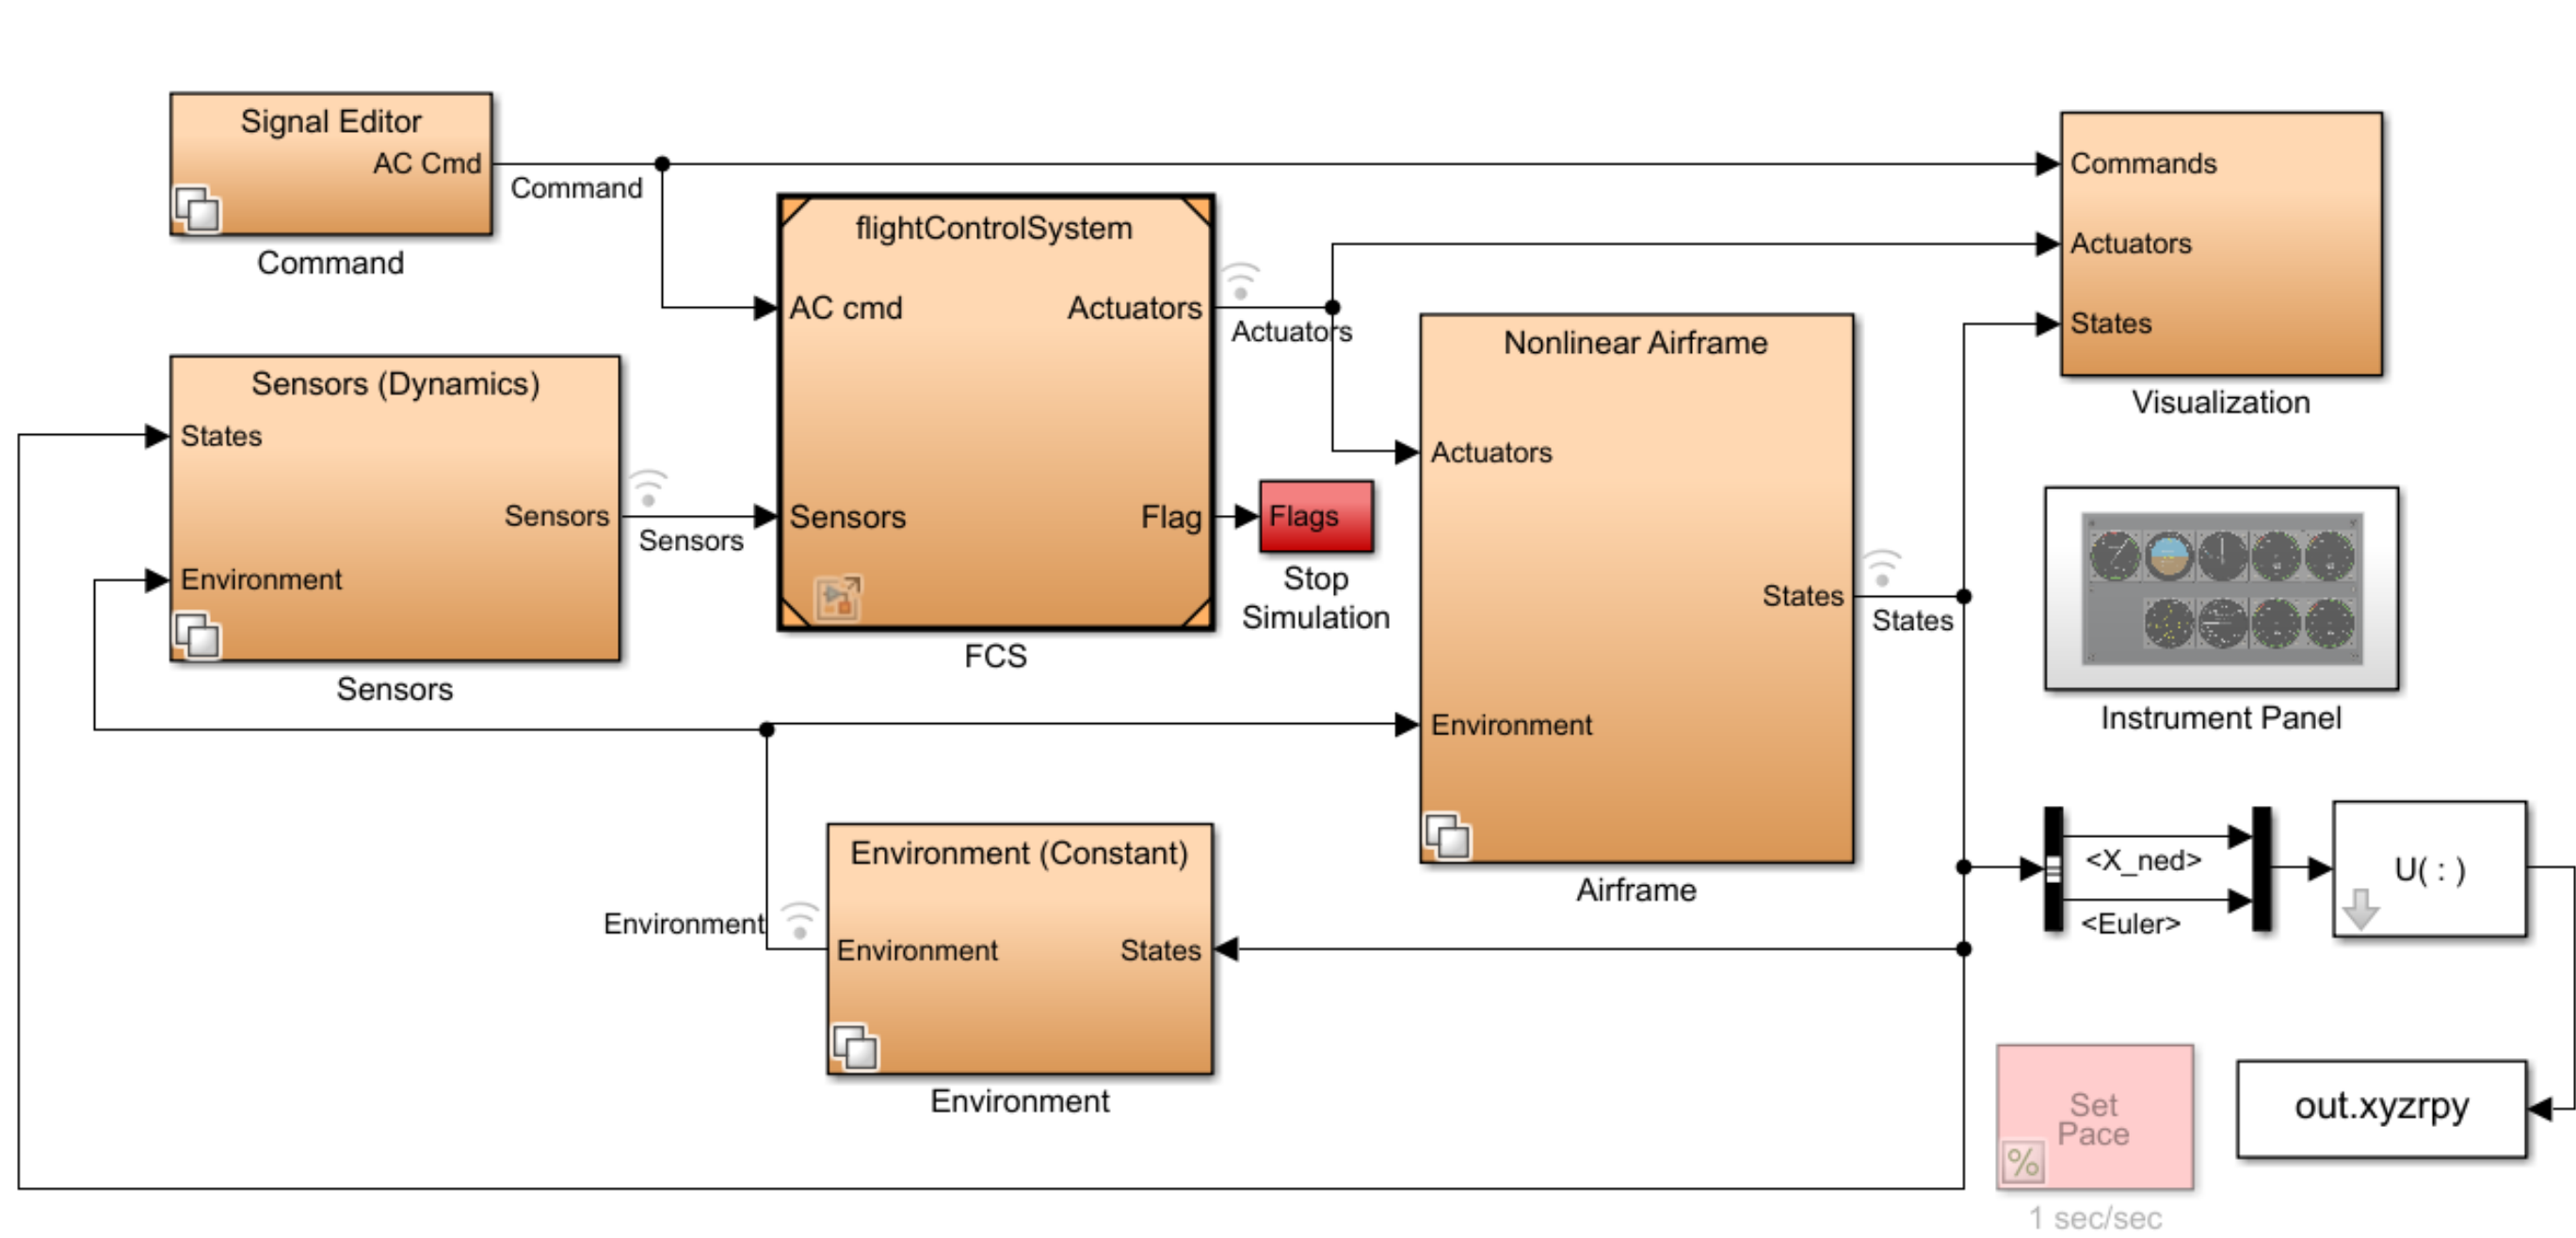 Signal Editor
AC Cmd
Command
Command
flightControlSystem
AC cmd
Actuators
Sensors
Flag
FCS
Actuators
Commands
Actuators
States
Visualization
Sensors (Dynamics)
States
Sensors
Environment
Sensors
Sensors
Flags
Stop
Simulation
Nonlinear Airframe
Actuators
States
Environment
Airframe
States
Instrument Panel
Environment (Constant)
Environment
States
Environment
Environment
<X_ned>
<Euler>
U( : )
Set
Pace
%
1 sec/sec
out.xyzrpy